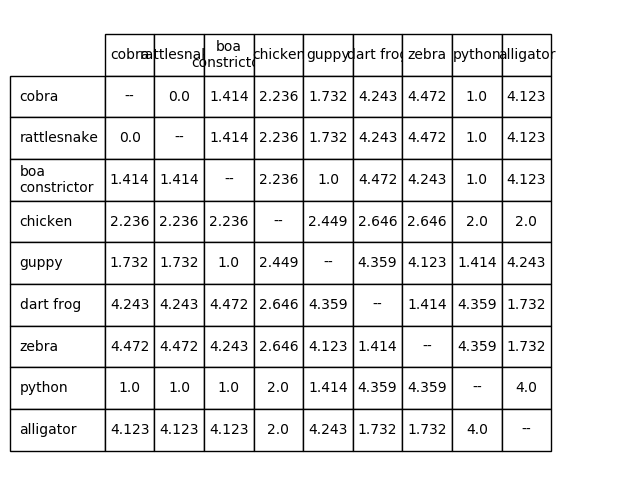 cobra rattlesnake boa constrictor chicken guppy dart frog zebra python alligator
cobra -- 0.0 1.414 2.236 1.732 4.243 4.472 1.0 4.123
rattlesnake 0.0 -- 1.414 2.236 1.732 4.243 4.472 1.0 4.123
boa constrictor 1.414 1.414 -- 2.236 1.0 4.472 4.243 1.0 4.123
chicken 2.236 2.236 2.236 -- 2.449 2.646 2.646 2.0 2.0
guppy 1.732 1.732 1.0 2.449 -- 4.359 4.123 1.414 4.243
dart frog 4.243 4.243 4.472 2.646 4.359 -- 1.414 4.359 1.732
zebra 4.472 4.472 4.243 2.646 4.123 1.414 -- 4.359 1.732
python 1.0 1.0 1.0 2.0 1.414 4.359 4.359 -- 4.0
alligator 4.123 4.123 4.123 2.0 4.243 1.732 1.732 4.0 --